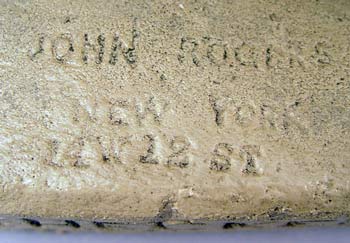 JOHN ROGERS
NEW YORK
14 W 12 ST